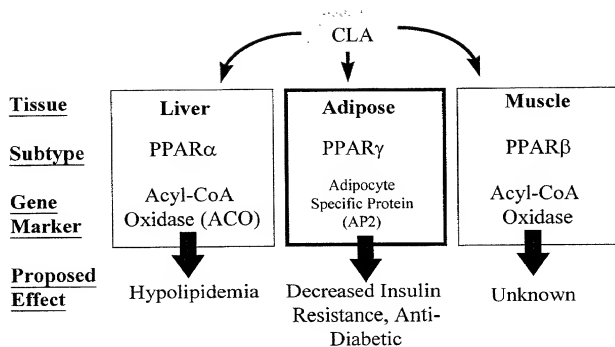 CLA
Tissue
Liver
Adipose
Muscle
Subtype
PPARα
PPARγ
PPARβ
Gene
Marker
Acyl-CoA
Oxidase (ACO)
Adipocyte
Specific Protein
(AP2)
Acyl-CoA
Oxidase
Proposed
Effect
Hypolipidemia
Decreased Insulin
Resistance, Anti-
Diabetic
Unknown